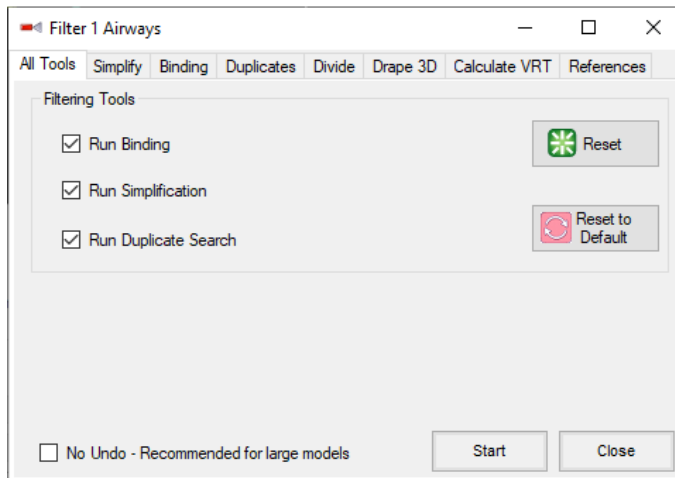 Filter 1 Airways
All Tools Simplify Binding Duplicates Divide Drape 3D Calculate VRT References
Filtering Tools
Run Binding
Reset
Run Simplification
Reset to
Default
Run Duplicate Search
No Undo - Recommended for large models
Start
Close